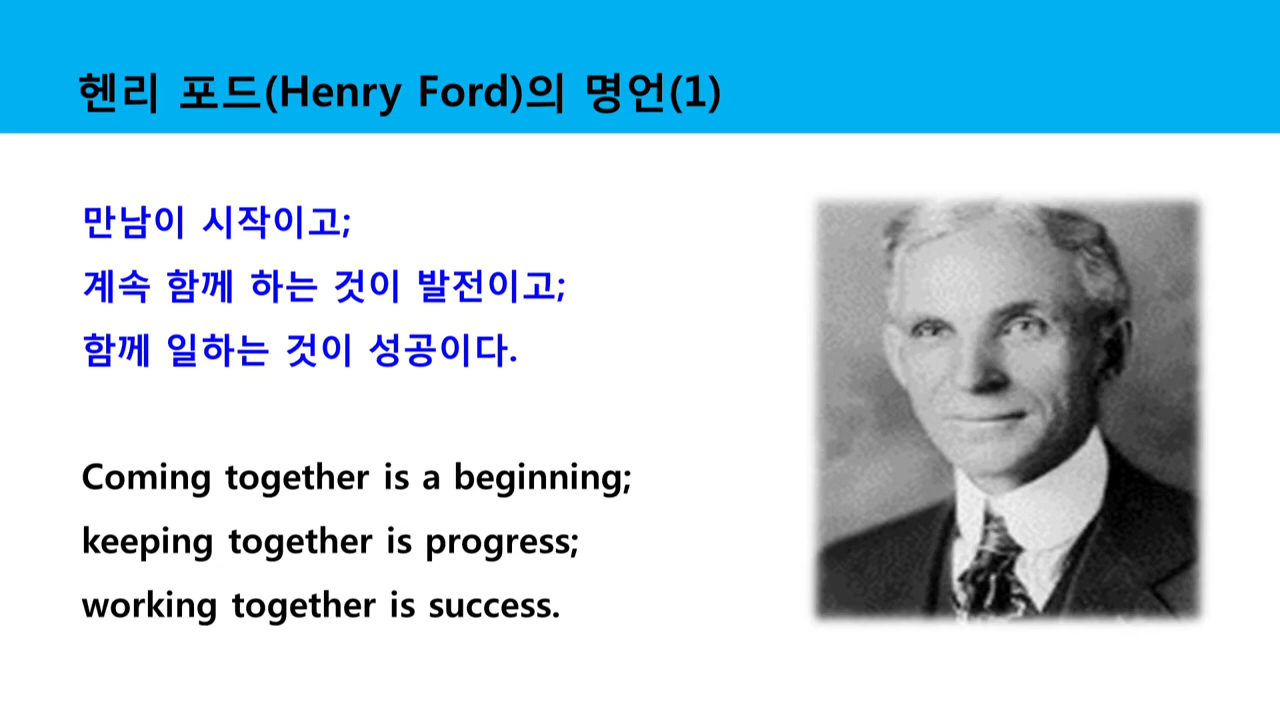 헨리 포드(Henry Ford)의 명언(1)
만남이 시작이고;
계속 함께 하는 것이 발전이고;
함께 일하는 것이 성공이다.
Coming together is a beginning;
keeping together is progress;
working together is success.